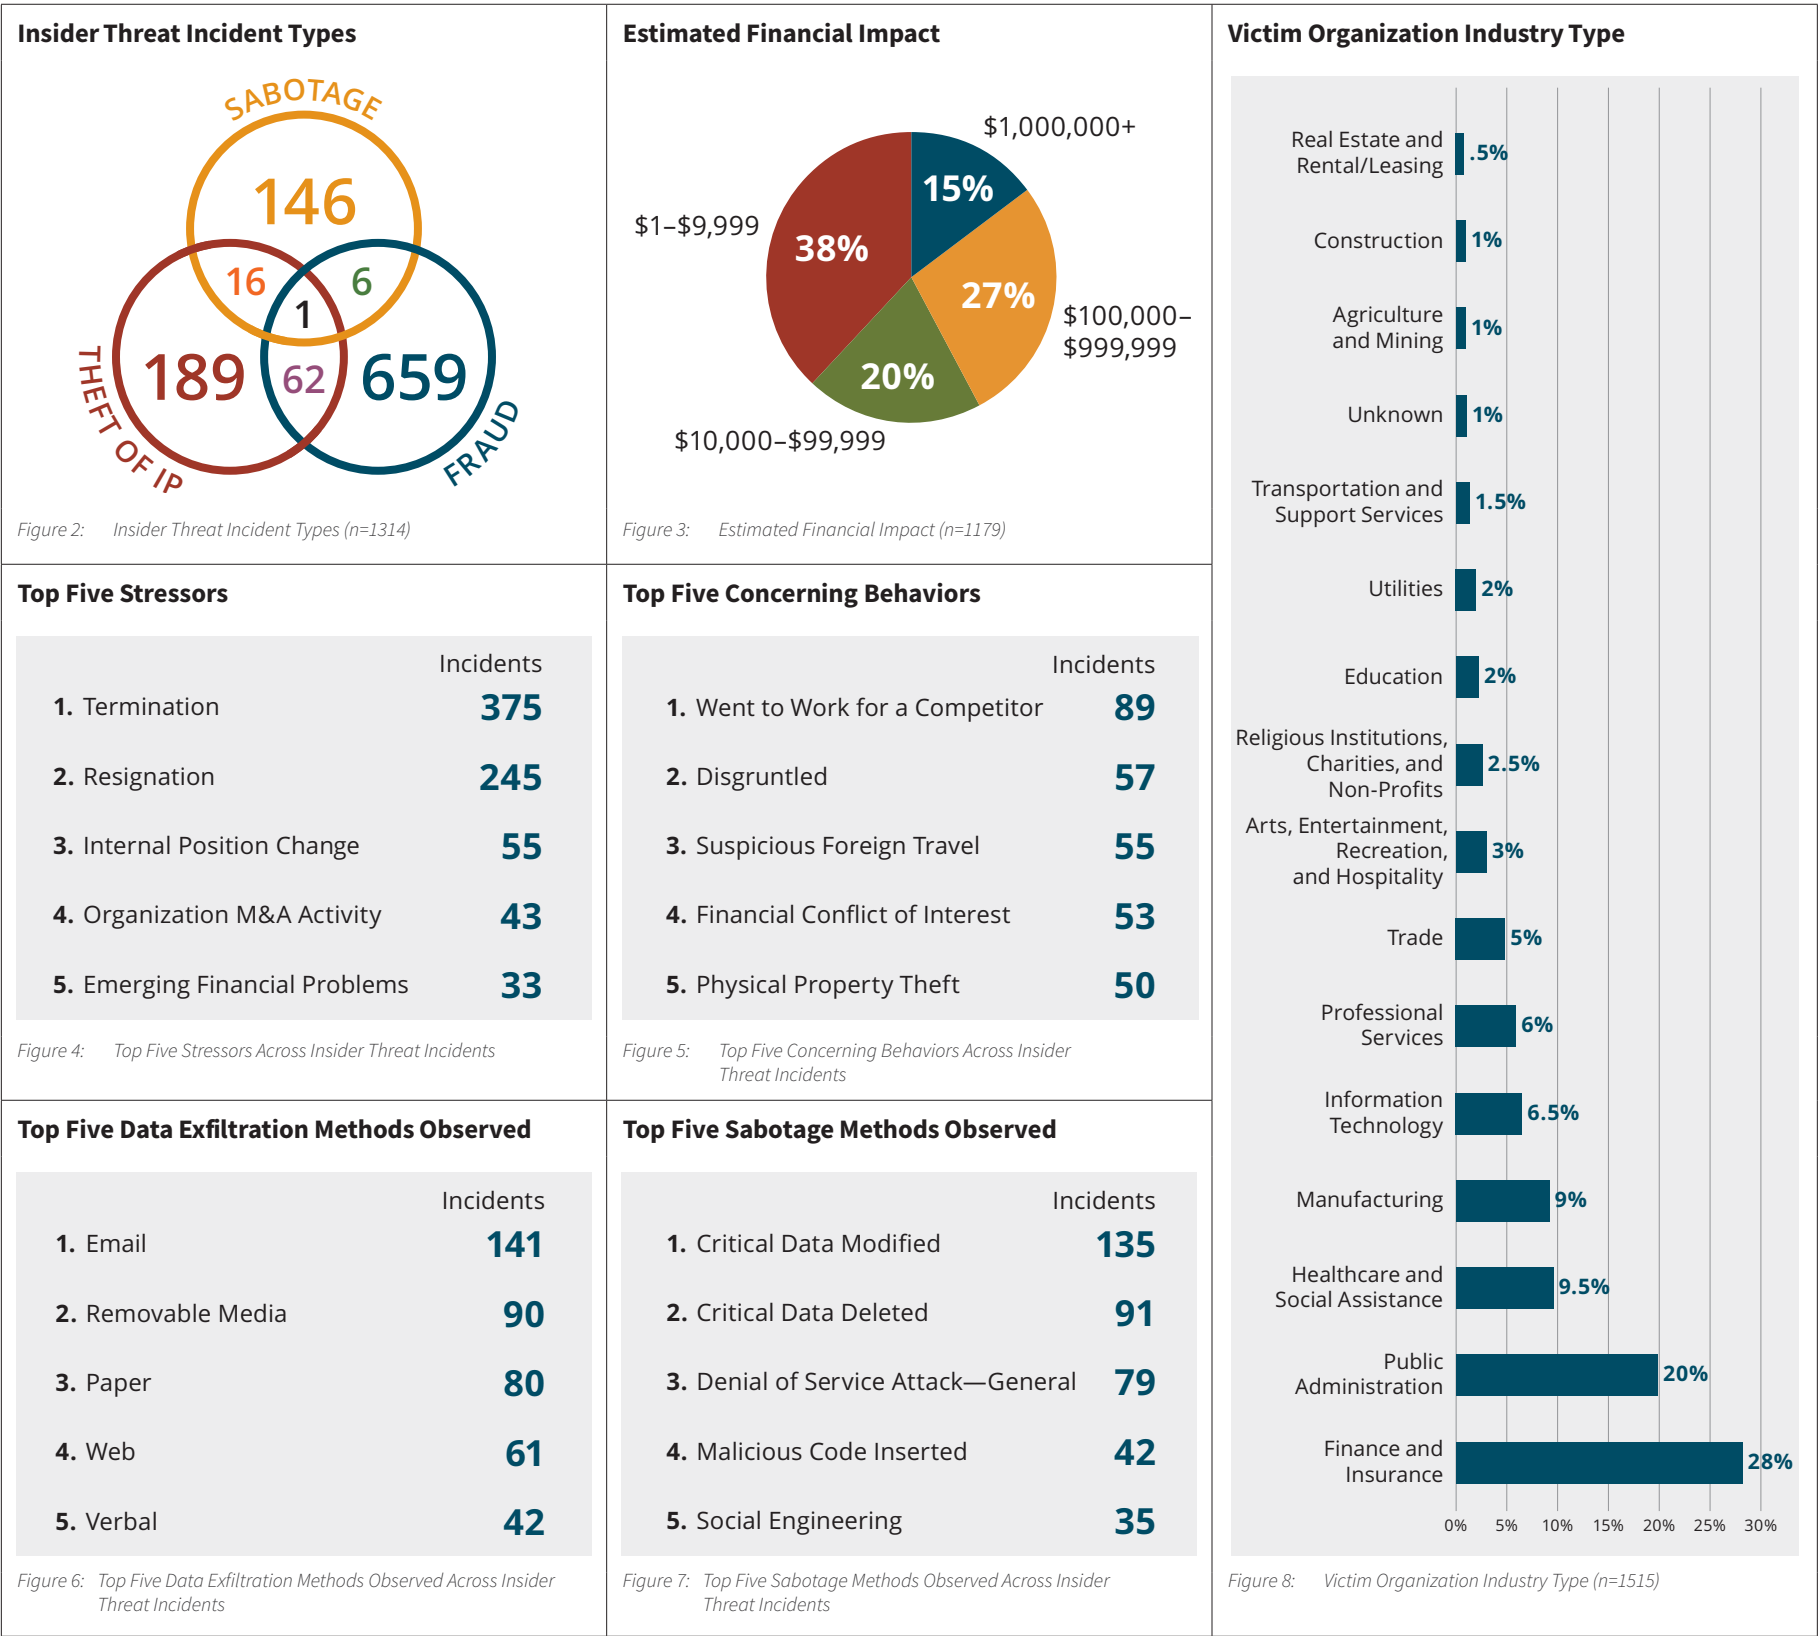 Insider Threat Incident Types
SABOTAGE
146
16
6
1
189
62
659
THEFT OF IP
FRAUD
Figure 2: Insider Threat Incident Types (n=1314)
Estimated Financial Impact
$1,000,000+
15%
$1–$9,999
38%
27%
$100,000–
$999,999
20%
$10,000–$99,999
Figure 3: Estimated Financial Impact (n=1179)
Top Five Stressors
Incidents
1. Termination 375
2. Resignation 245
3. Internal Position Change 55
4. Organization M&A Activity 43
5. Emerging Financial Problems 33
Figure 4: Top Five Stressors Across Insider Threat Incidents
Top Five Concerning Behaviors
Incidents
1. Went to Work for a Competitor 89
2. Disgruntled 57
3. Suspicious Foreign Travel 55
4. Financial Conflict of Interest 53
5. Physical Property Theft 50
Figure 5: Top Five Concerning Behaviors Across Insider
Threat Incidents
Top Five Data Exfiltration Methods Observed
Incidents
1. Email 141
2. Removable Media 90
3. Paper 80
4. Web 61
5. Verbal 42
Figure 6: Top Five Data Exfiltration Methods Observed Across Insider
Threat Incidents
Top Five Sabotage Methods Observed
Incidents
1. Critical Data Modified 135
2. Critical Data Deleted 91
3. Denial of Service Attack—General 79
4. Malicious Code Inserted 42
5. Social Engineering 35
Figure 7: Top Five Sabotage Methods Observed Across Insider
Threat Incidents
Victim Organization Industry Type
Real Estate and
Rental/Leasing
.5%
Construction 1%
Agriculture
and Mining
1%
Unknown 1%
Transportation and
Support Services
1.5%
Utilities 2%
Education 2%
Religious Institutions,
Charities, and
Non-Profits
2.5%
Arts, Entertainment,
Recreation,
and Hospitality
3%
Trade 5%
Professional
Services
6%
Information
Technology
6.5%
Manufacturing 9%
Healthcare and
Social Assistance
9.5%
Public
Administration
20%
Finance and
Insurance
28%
0% 5% 10% 15% 20% 25% 30%
Figure 8: Victim Organization Industry Type (n=1515)